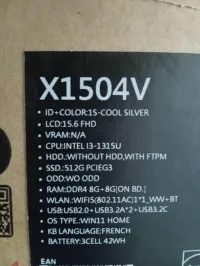 X1504V
• ID+COLOR:1S-COOL SILVER
• LCD:15.6 FHD
• VRAM:N/A
• CPU:INTEL I3-1315U
• HDD.:WITHOUT HDD,WITH FTPM
• SSD.:512G PCIEG3
• ODD:WO ODD
• RAM:DDR4 8G+8G(ON BD.)
• WLAN:WIFI5(802.11AC)1*1_WW+BT
• USB:USB2.0+USB3.2A*2+USB3.2C
• OS TYPE.:WIN11 HOME
• KB LANGUAGE:FRENCH
• BATTERY:3CELL 42WH
EAN